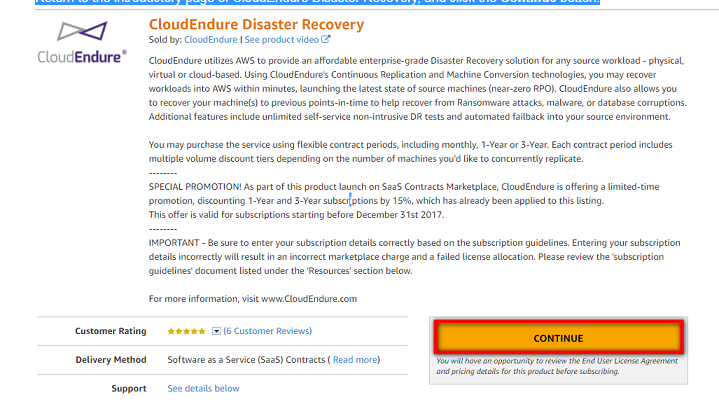 Return to the introductory page of CloudEndure Disaster Recovery, and click the Continue button.
CloudEndure Disaster Recovery
Sold by: CloudEndure | See product video
CloudEndure®
CloudEndure utilizes AWS to provide an affordable enterprise-grade Disaster Recovery solution for any source workload - physical,
virtual or cloud-based. Using CloudEndure's Continuous Replication and Machine Conversion technologies, you may recover
workloads into AWS within minutes, launching the latest state of source machines (near-zero RPO). CloudEndure also allows you
to recover your machine(s) to previous points-in-time to help recover from Ransomware attacks, malware, or database corruptions.
Additional features include unlimited self-service non-intrusive DR tests and automated failback into your source environment.
You may purchase the service using flexible contract periods, including monthly, 1-Year or 3-Year. Each contract period includes
multiple volume discount tiers depending on the number of machines you'd like to concurrently replicate.
--------
SPECIAL PROMOTION! As part of this product launch on SaaS Contracts Marketplace, CloudEndure is offering a limited-time
promotion, discounting 1-Year and 3-Year subscriptions by 15%, which has already been applied to this listing.
This offer is valid for subscriptions starting before December 31st 2017.
--------
IMPORTANT - Be sure to enter your subscription details correctly based on the subscription guidelines. Entering your subscription
details incorrectly will result in an incorrect marketplace charge and a failed license allocation. Please review the 'subscription
guidelines' document listed under the 'Resources' section below.
For more information, visit www.CloudEndure.com
Customer Rating ★★★★★ (6 Customer Reviews)
Delivery Method Software as a Service (SaaS) Contracts ( Read more)
Support See details below
CONTINUE
You will have an opportunity to review the End User License Agreement
and pricing details for this product before subscribing.